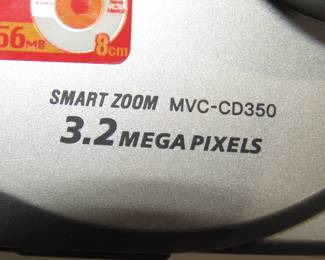 56MB
8cm
SMART ZOOM MVC-CD350
3.2 MEGA PIXELS